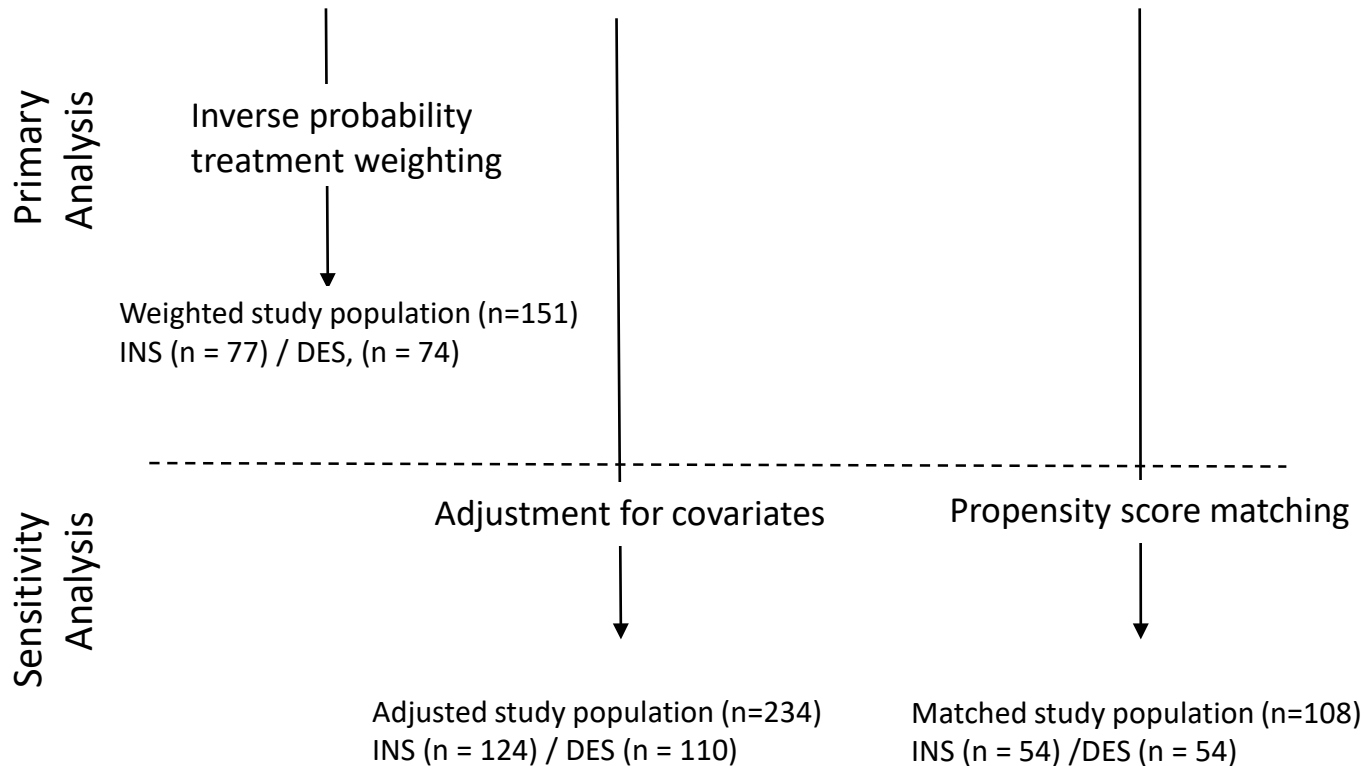 Primary
Analysis
Inverse probability
treatment weighting
Weighted study population (n=151)
INS (n = 77) / DES, (n = 74)
Sensitivity
Analysis
Adjustment for covariates
Propensity score matching
Adjusted study population (n=234)
INS (n = 124) / DES (n = 110)
Matched study population (n=108)
INS (n = 54) /DES (n = 54)